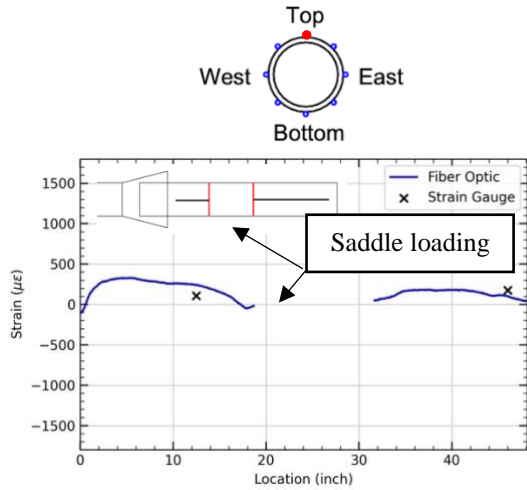 Top
West
East
Bottom
Fiber Optic
Strain Gauge
Saddle loading
1500
1000
500
0
−500
−1000
−1500
Strain (με)
0
10
20
30
40
Location (inch)